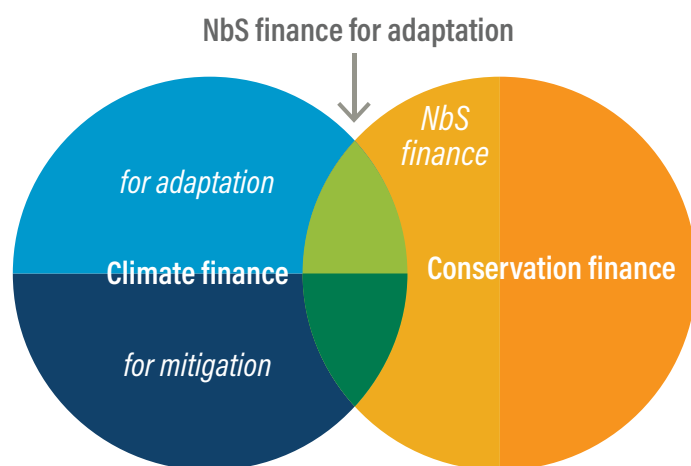 NbS finance for adaptation
NbS
finance
for adaptation
Climate finance
Conservation finance
for mitigation